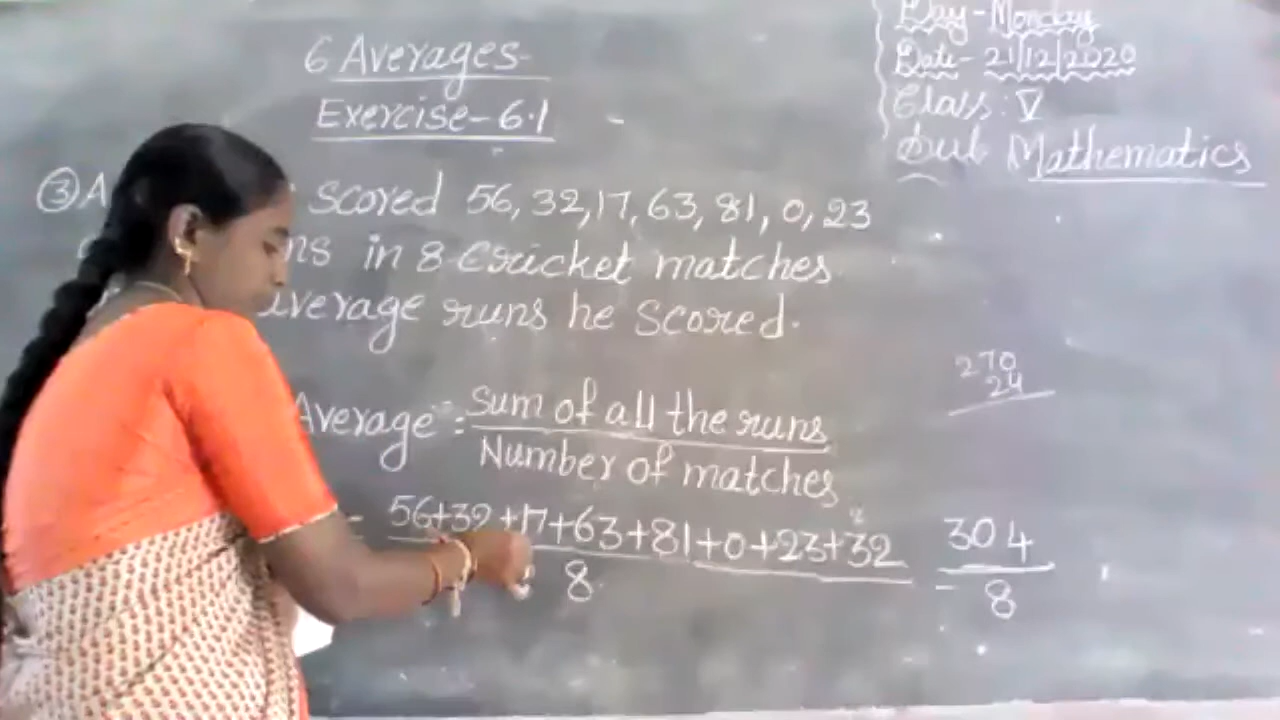 6 Averages
Exercise-6.1
Day-Monday
Date-21/12/2020
Class: V
Sub Mathematics
③A scored 56, 32, 17, 63, 81, 0, 23
ns in 8 Cricket matches
average runs he scored.
270
24
Average = Sum of all the runs
Number of matches
= 56+32+17+63+81+0+23+32
8
304
= 8